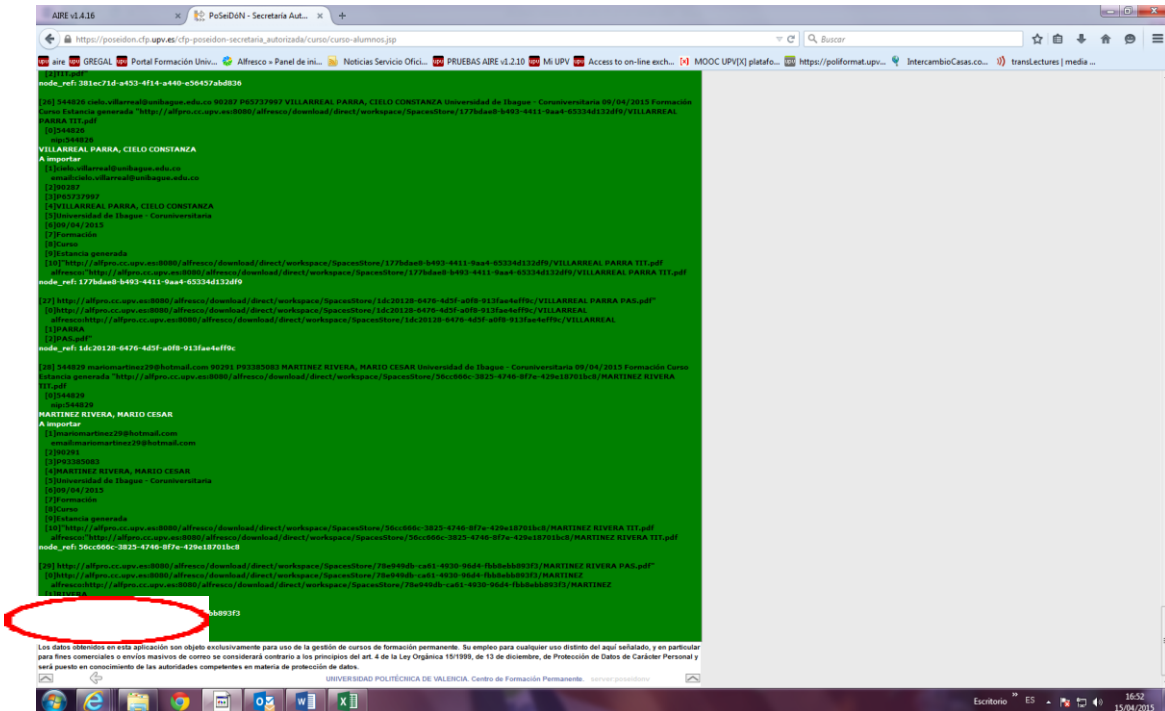 AIRE v1.4.16
PoSeiDóN - Secretaría Aut...
https://poseidon.cfp.upv.es/cfp-poseidon-secretaria_autorizada/curso/curso-alumnos.jsp
Buscar
aire GREGAL Portal Formación Univ... Alfresco » Panel de ini... Noticias Servicio Ofici... PRUEBAS AIRE v1.2.10 Mi UPV Access to on-line exch... MOOC UPV[X] platafo... https://poliformat.upv... IntercambioCasas.co... transLectures | media ...
[2]TIT.pdf"
node_ref: 381ec71d-a453-4f14-a440-e56457abd836
[26] 544826 cielo.villarreal@unibague.edu.co 90287 P65737997 VILLARREAL PARRA, CIELO CONSTANZA Universidad de Ibague - Coruniversitaria 09/04/2015 Formación
Curso Estancia generada "http://alfpro.cc.upv.es:8080/alfresco/download/direct/workspace/SpacesStore/177bdae8-b493-4411-9aa4-65334d132df9/VILLARREAL
PARRA TIT.pdf
[0]544826
nip:544826
VILLARREAL PARRA, CIELO CONSTANZA
A importar
[1]cielo.villarreal@unibague.edu.co
email:cielo.villarreal@unibague.edu.co
[2]90287
[3]P65737997
[4]VILLARREAL PARRA, CIELO CONSTANZA
[5]Universidad de Ibague - Coruniversitaria
[6]09/04/2015
[7]Formación
[8]Curso
[9]Estancia generada
[10]"http://alfpro.cc.upv.es:8080/alfresco/download/direct/workspace/SpacesStore/177bdae8-b493-4411-9aa4-65334d132df9/VILLARREAL PARRA TIT.pdf
alfresco:"http://alfpro.cc.upv.es:8080/alfresco/download/direct/workspace/SpacesStore/177bdae8-b493-4411-9aa4-65334d132df9/VILLARREAL PARRA TIT.pdf
node_ref: 177bdae8-b493-4411-9aa4-65334d132df9
[27] http://alfpro.cc.upv.es:8080/alfresco/download/direct/workspace/SpacesStore/1dc20128-6476-4d5f-a0f8-913fae4eff9c/VILLARREAL PARRA PAS.pdf"
[0]http://alfpro.cc.upv.es:8080/alfresco/download/direct/workspace/SpacesStore/1dc20128-6476-4d5f-a0f8-913fae4eff9c/VILLARREAL
alfresco:http://alfpro.cc.upv.es:8080/alfresco/download/direct/workspace/SpacesStore/1dc20128-6476-4d5f-a0f8-913fae4eff9c/VILLARREAL
[1]PARRA
[2]PAS.pdf"
node_ref: 1dc20128-6476-4d5f-a0f8-913fae4eff9c
[28] 544829 mariomartinez29@hotmail.com 90291 P93385083 MARTINEZ RIVERA, MARIO CESAR Universidad de Ibague - Coruniversitaria 09/04/2015 Formación Curso
Estancia generada "http://alfpro.cc.upv.es:8080/alfresco/download/direct/workspace/SpacesStore/56cc666c-3825-4746-8f7e-429e18701bc8/MARTINEZ RIVERA
TIT.pdf
[0]544829
nip:544829
MARTINEZ RIVERA, MARIO CESAR
A importar
[1]mariomartinez29@hotmail.com
email:mariomartinez29@hotmail.com
[2]90291
[3]P93385083
[4]MARTINEZ RIVERA, MARIO CESAR
[5]Universidad de Ibague - Coruniversitaria
[6]09/04/2015
[7]Formación
[8]Curso
[9]Estancia generada
[10]"http://alfpro.cc.upv.es:8080/alfresco/download/direct/workspace/SpacesStore/56cc666c-3825-4746-8f7e-429e18701bc8/MARTINEZ RIVERA TIT.pdf
alfresco:"http://alfpro.cc.upv.es:8080/alfresco/download/direct/workspace/SpacesStore/56cc666c-3825-4746-8f7e-429e18701bc8/MARTINEZ RIVERA TIT.pdf
node_ref: 56cc666c-3825-4746-8f7e-429e18701bc8
[29] http://alfpro.cc.upv.es:8080/alfresco/download/direct/workspace/SpacesStore/78e949db-ca61-4930-96d4-fbb8ebb893f3/MARTINEZ RIVERA PAS.pdf"
[0]http://alfpro.cc.upv.es:8080/alfresco/download/direct/workspace/SpacesStore/78e949db-ca61-4930-96d4-fbb8ebb893f3/MARTINEZ
alfresco:http://alfpro.cc.upv.es:8080/alfresco/download/direct/workspace/SpacesStore/78e949db-ca61-4930-96d4-fbb8ebb893f3/MARTINEZ
[1]RIVERA
bb893f3
Los datos obtenidos en esta aplicación son objeto exclusivamente para uso de la gestión de cursos de formación permanente. Su empleo para cualquier uso distinto del aquí señalado, y en particular
para fines comerciales o envíos masivos de correo se considerará contrario a los principios del art. 4 de la Ley Orgánica 15/1999, de 13 de diciembre, de Protección de Datos de Carácter Personal y
será puesto en conocimiento de las autoridades competentes en materia de protección de datos.
UNIVERSIDAD POLITÉCNICA DE VALENCIA. Centro de Formación Permanente. server:poseidonv
Escritorio ES 16:52
15/04/2015